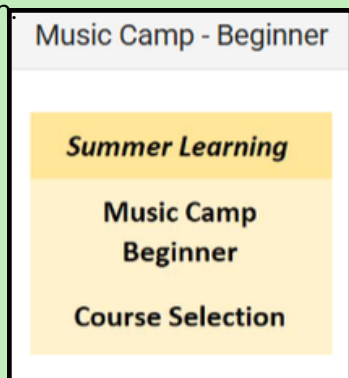 Music Camp - Beginner
Summer Learning
Music Camp
Beginner
Course Selection